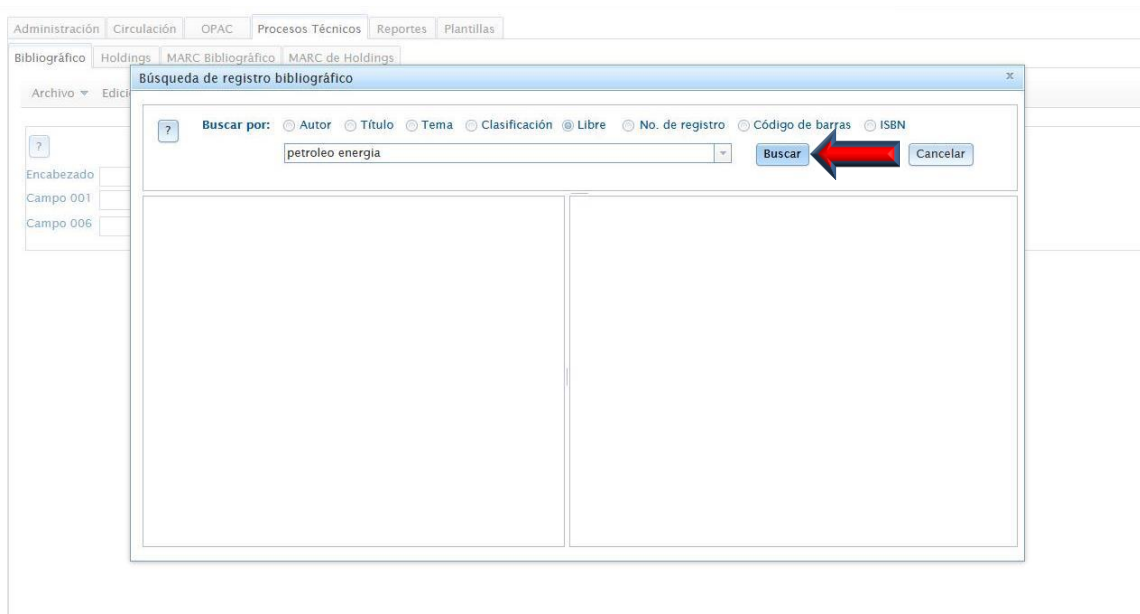 Administración Circulación OPAC Procesos Técnicos Reportes Plantillas
Bibliográfico Holdings MARC Bibliográfico MARC de Holdings
Búsqueda de registro bibliográfico x
Archivo Edici
? Buscar por: Autor Título Tema Clasificación Libre No. de registro Código de barras ISBN
petroleo energia Buscar Cancelar
?
Encabezado
Campo 001
Campo 006